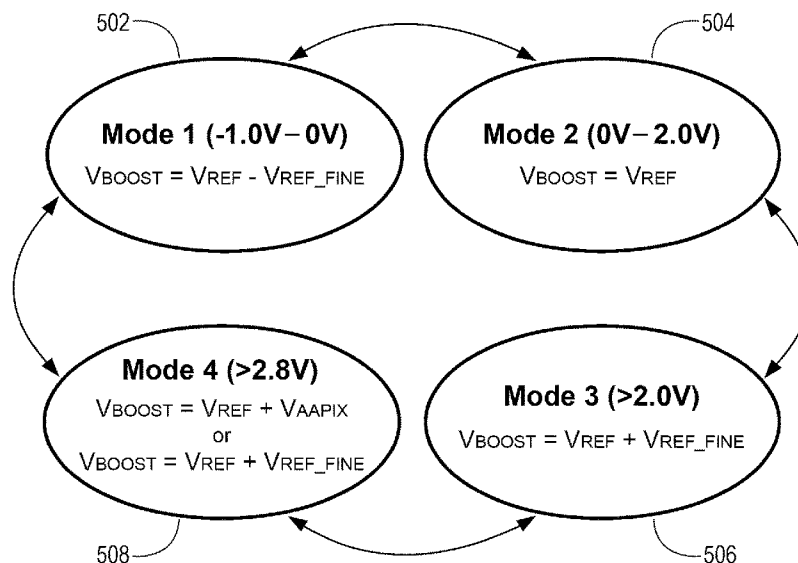 502
504
Mode 1 (-1.0V–0V)
VBOOST = VREF - VREF_FINE
Mode 2 (0V–2.0V)
VBOOST = VREF
Mode 4 (>2.8V)
VBOOST = VREF + VAAPIX
or
VBOOST = VREF + VREF_FINE
Mode 3 (>2.0V)
VBOOST = VREF + VREF_FINE
508
506